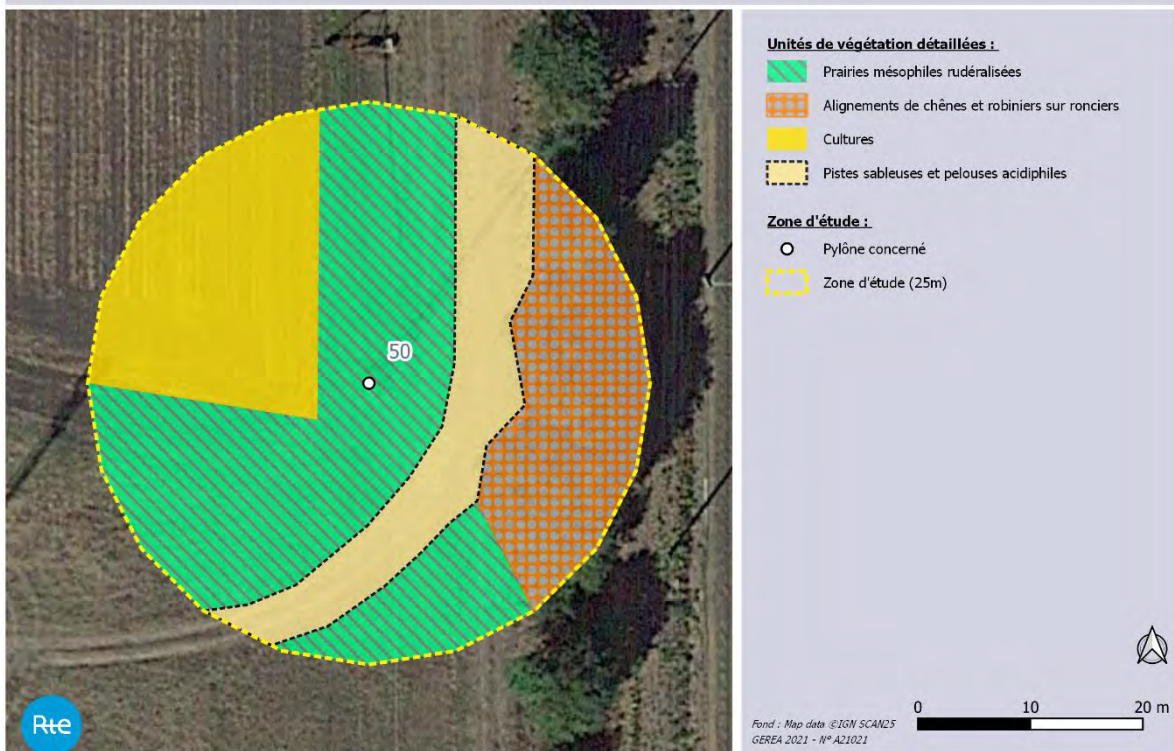 Unités de végétation détaillées :
Prairies mésophiles rudéralisées
Alignements de chênes et robiniers sur ronciers
Cultures
Pistes sableuses et pelouses acidiphiles
Zone d'étude :
Pylône concerné
Zone d'étude (25m)
50
Rte
0 10 20 m
Fond : Map data ©IGN SCAN25
GEREA 2021 - N° A21021